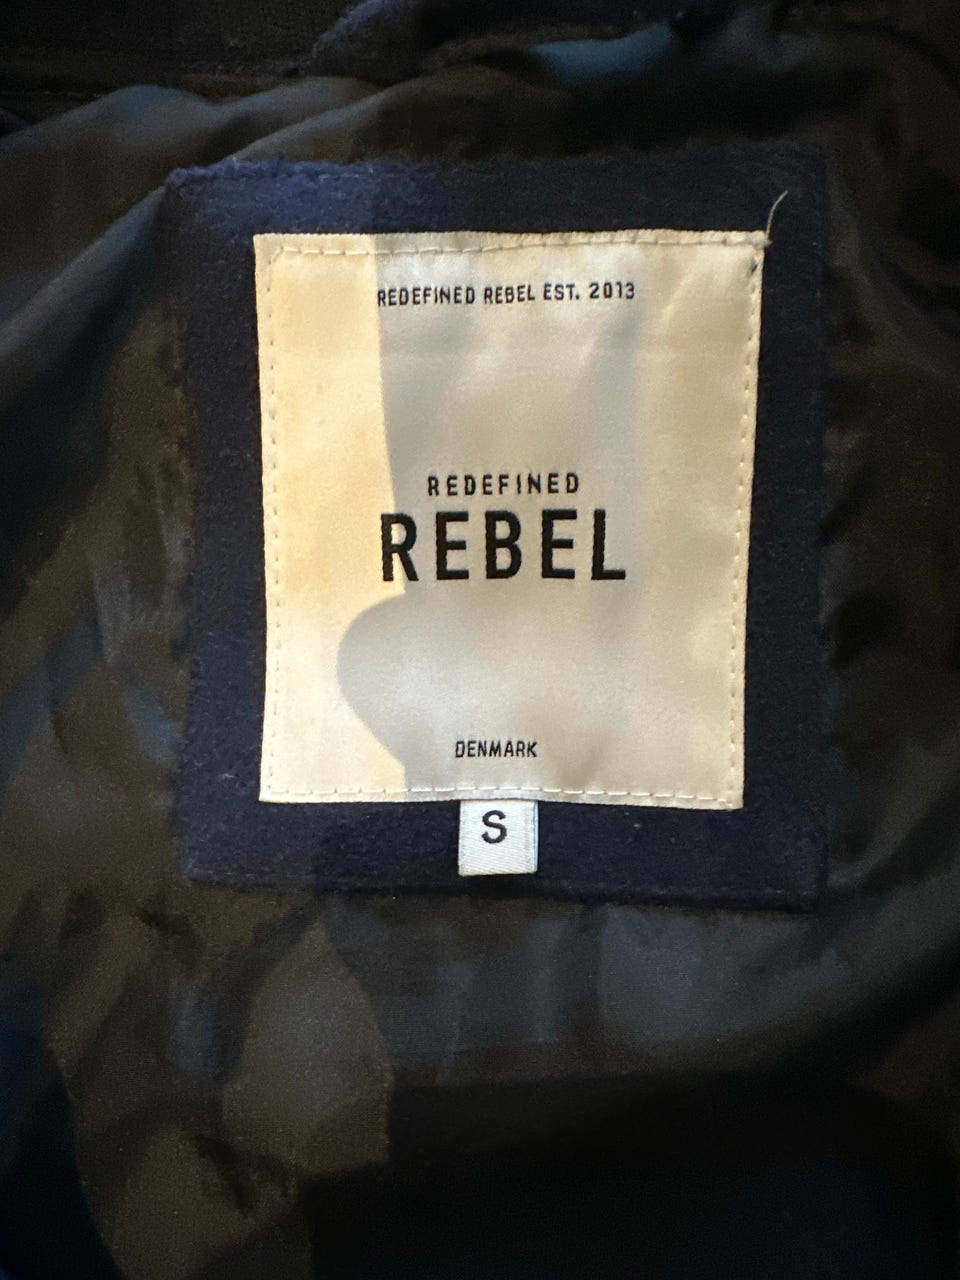 REDEFINED REBEL EST. 2013
REDEFINED
REBEL
DENMARK
S